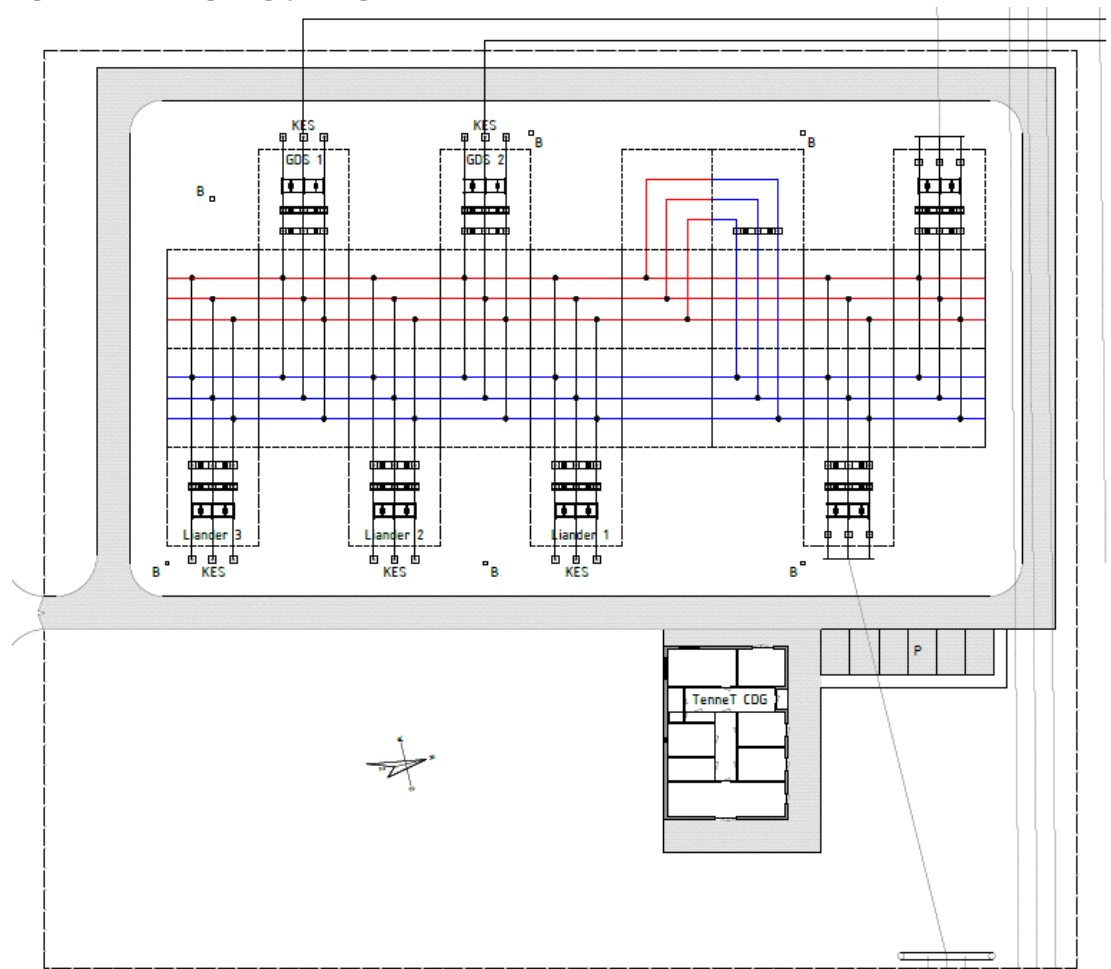 KES
KES
B
B
GDS 1
GDS 2
B
Liander 3
Liander 2
Liander 1
B
KES
KES
B
KES
B
P
TenneT CDG